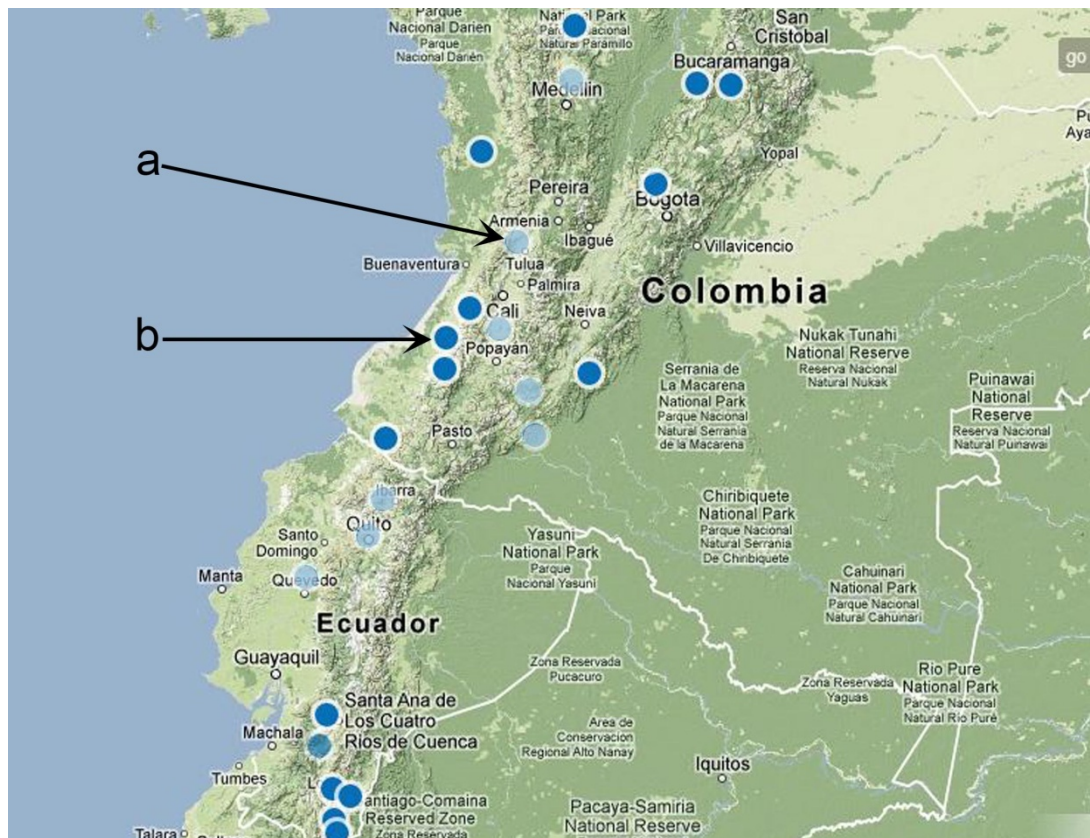 Parque
Nacional Darien
Parque
Nacional Darién
National Park
Parque Nacional
Natural Paramillo
San
Cristobal
Bucaramanga
go
Medellin
a
Yopal
Pereira
Bogota
Armenia
Ibagué
Villavicencio
Buenaventura
Tulua
Palmira
Colombia
Cali
Neiva
b
Popayan
Nukak Tunahi
National Reserve
Reserva Nacional
Natural Nukak
Serrania de
La Macarena
National Park
Parque Nacional
Natural Serrania
de la Macarena
Puinawai
National
Reserve
Reserva Nacional
Natural Puinawai
Pasto
Ibarra
Chiribiquete
National Park
Parque Nacional
Natural Serrania
De Chiribiquete
Quito
Santo
Domingo
Yasuni
National Park
Parque
Nacional Yasuni
Manta
Quevedo
Cahuinari
National Park
Parque Nacional
Natural Cahuinari
Ecuador
Guayaquil
Zona Reservada
Pucacuro
Rio Pure
National Park
Parque Nacional
Natural Río Puré
Zona Reservada
Yaguas
Santa Ana de
Los Cuatro
Rios de Cuenca
Machala
Area de
Conservación
Regional Alto Nanay
Tumbes
Iquitos
Santiago-Comaina
Reserved Zone
Zona Reservada
Pacaya-Samiria
National Reserve
Talara